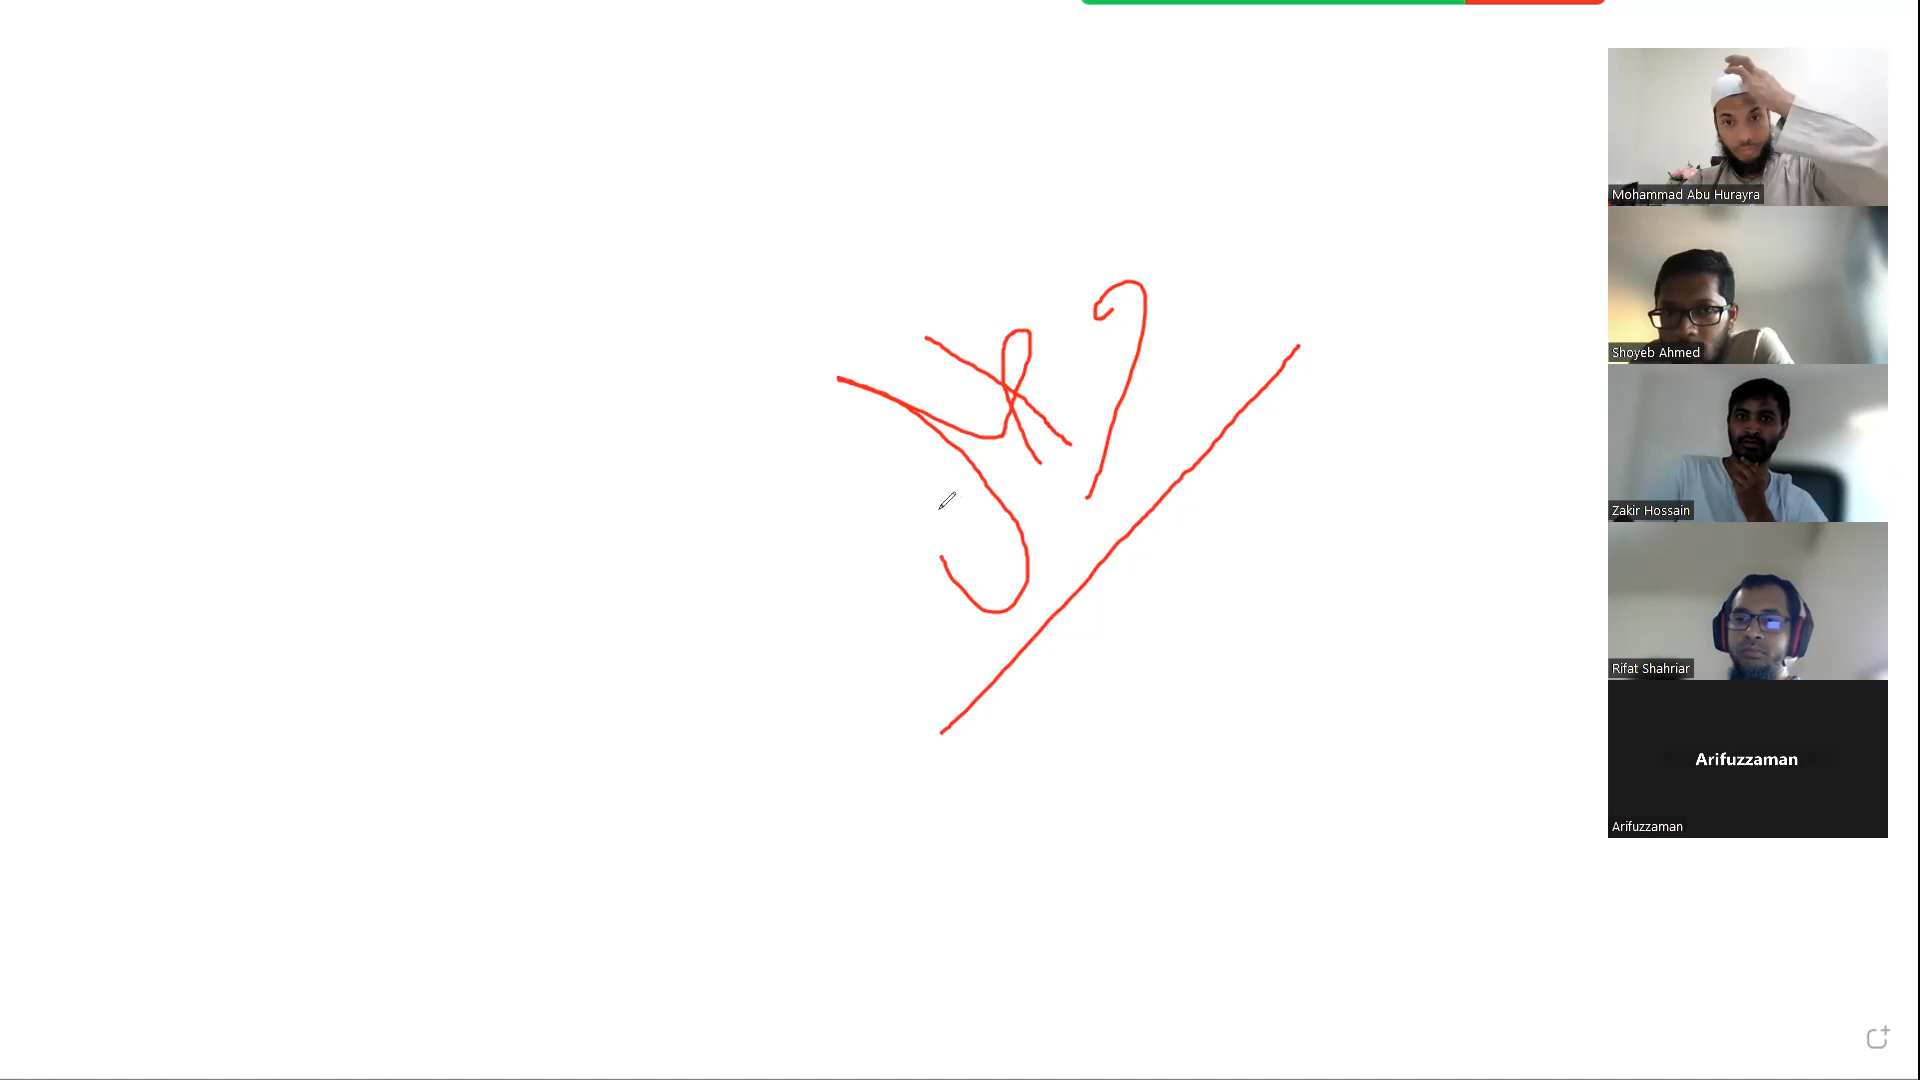 Mohammad Abu Hurayra
Shoyeb Ahmed
Zakir Hossain
Rifat Shahriar
Arifuzzaman
Arifuzzaman